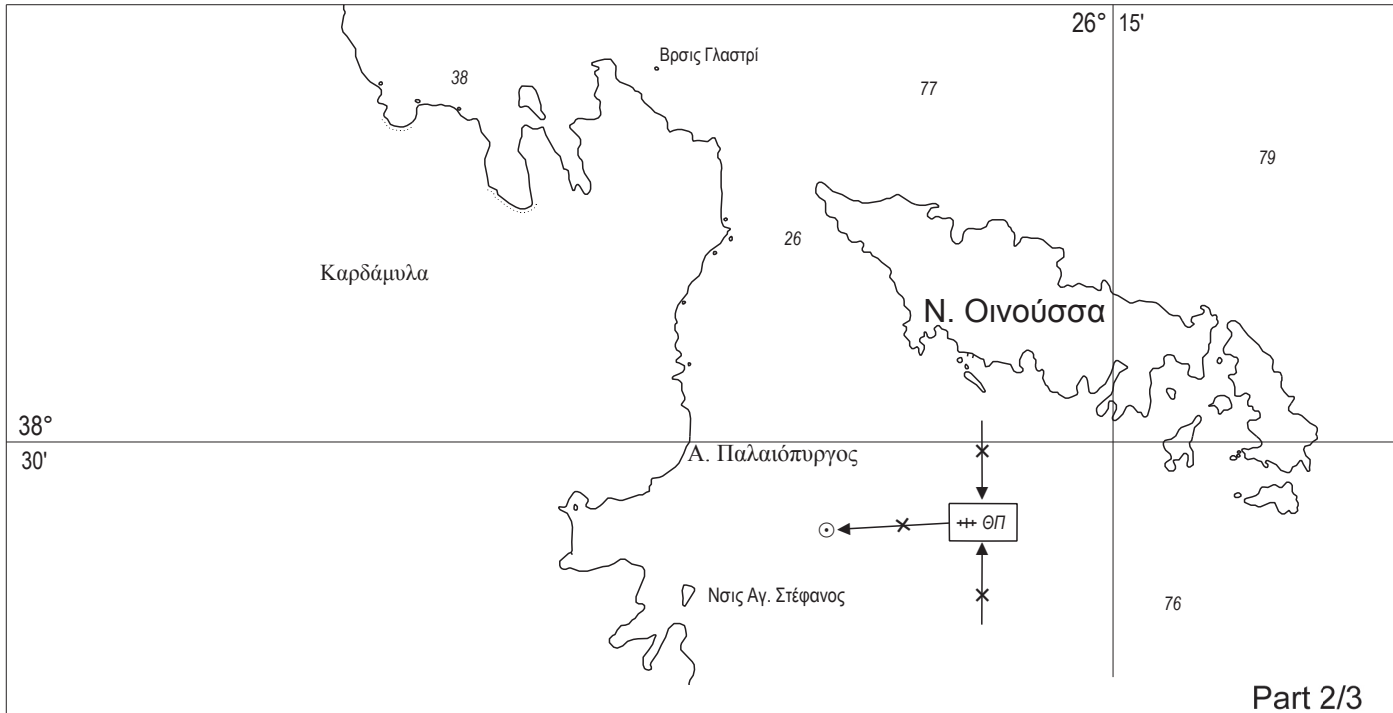 26° 15'
Βρσις Γλαστρί
38
77
79
26
Καρδάμυλα
Ν. Οινούσσα
38°
30'
Α. Παλαιόπυργος
ΘΠ
Νσις Αγ. Στέφανος
76
Part 2/3